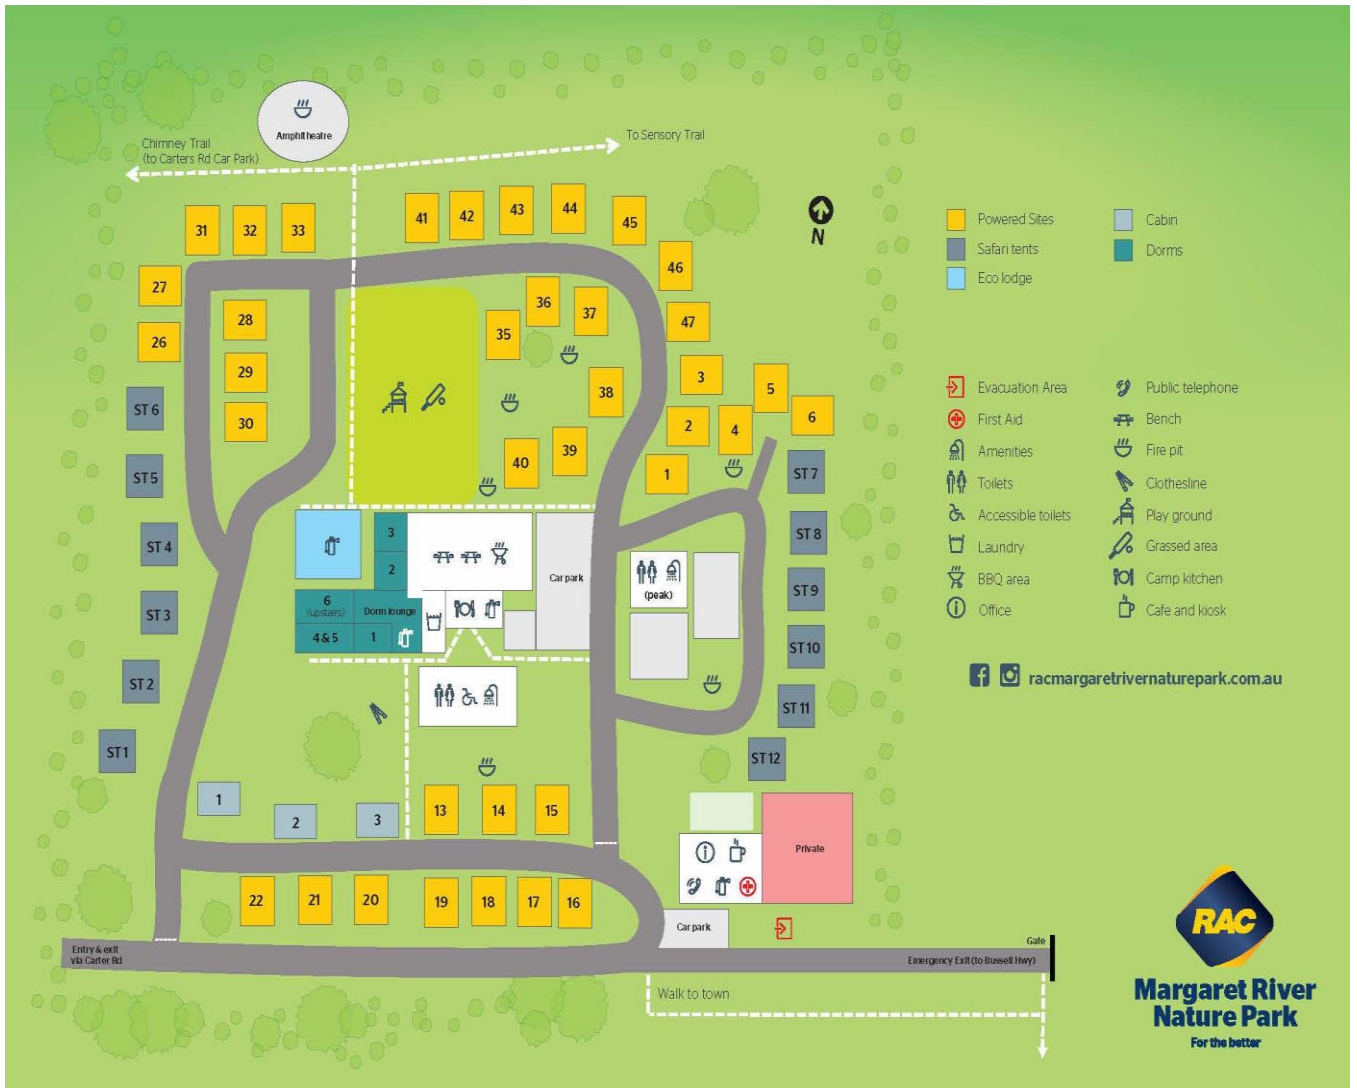 Amphitheatre
Chimney Trail
(to Carters Rd Car Park)
To Sensory Trail
31
32
33
41
42
43
44
45
46
47
N
27
26
28
29
30
36
35
37
38
3
5
6
2
4
1
40
39
ST 6
ST 5
ST 4
ST 3
ST 2
ST 1
ST 7
ST 8
ST 9
ST 10
ST 11
ST 12
3
2
6
(upstairs)
Dorm lounge
4 & 5
1
Car park
(peak)
1
2
3
13
14
15
22
21
20
19
18
17
16
Private
Car park
Entry & exit
via Carter Rd
Gate
Emergency Exit (to Bussell Hwy)
Walk to town
Powered Sites
Safari tents
Eco lodge
Cabin
Dorms
Evacuation Area
First Aid
Amenities
Toilets
Accessible toilets
Laundry
BBQ area
Office
Public telephone
Bench
Fire pit
Clothesline
Play ground
Grassed area
Camp kitchen
Cafe and kiosk
racmargaretrivernaturepark.com.au
RAC
Margaret River
Nature Park
For the better